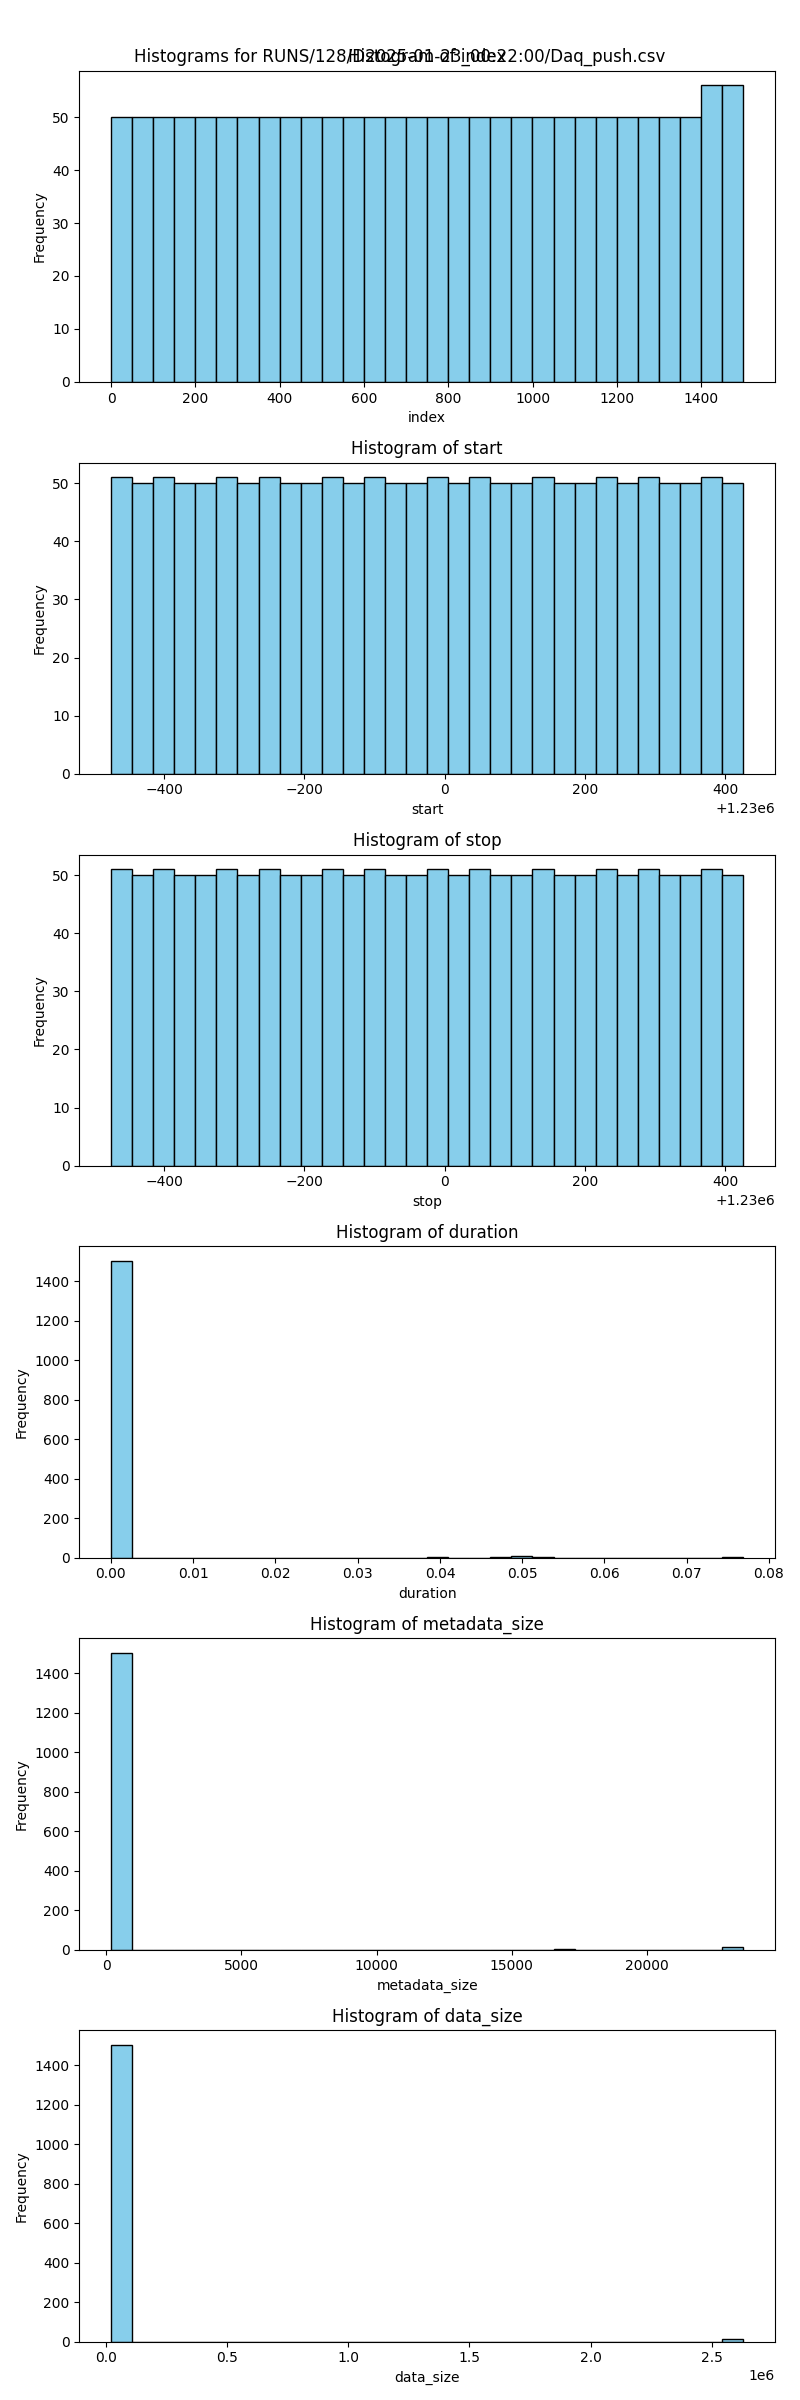 Histograms for RUNS/128/D2025-01-23_00:22:00/Daq_push.csv
Histogram of index
50
40
30
20
10
0
Frequency
0 200 400 600 800 1000 1200 1400
index
Histogram of start
50
40
30
20
10
0
Frequency
−400 −200 0 200 400
start
+1.23e6
Histogram of stop
50
40
30
20
10
0
Frequency
−400 −200 0 200 400
stop
+1.23e6
Histogram of duration
1400
1200
1000
800
600
400
200
0
Frequency
0.00 0.01 0.02 0.03 0.04 0.05 0.06 0.07 0.08
duration
Histogram of metadata_size
1400
1200
1000
800
600
400
200
0
Frequency
0 5000 10000 15000 20000
metadata_size
Histogram of data_size
1400
1200
1000
800
600
400
200
0
Frequency
0.0 0.5 1.0 1.5 2.0 2.5
data_size
1e6